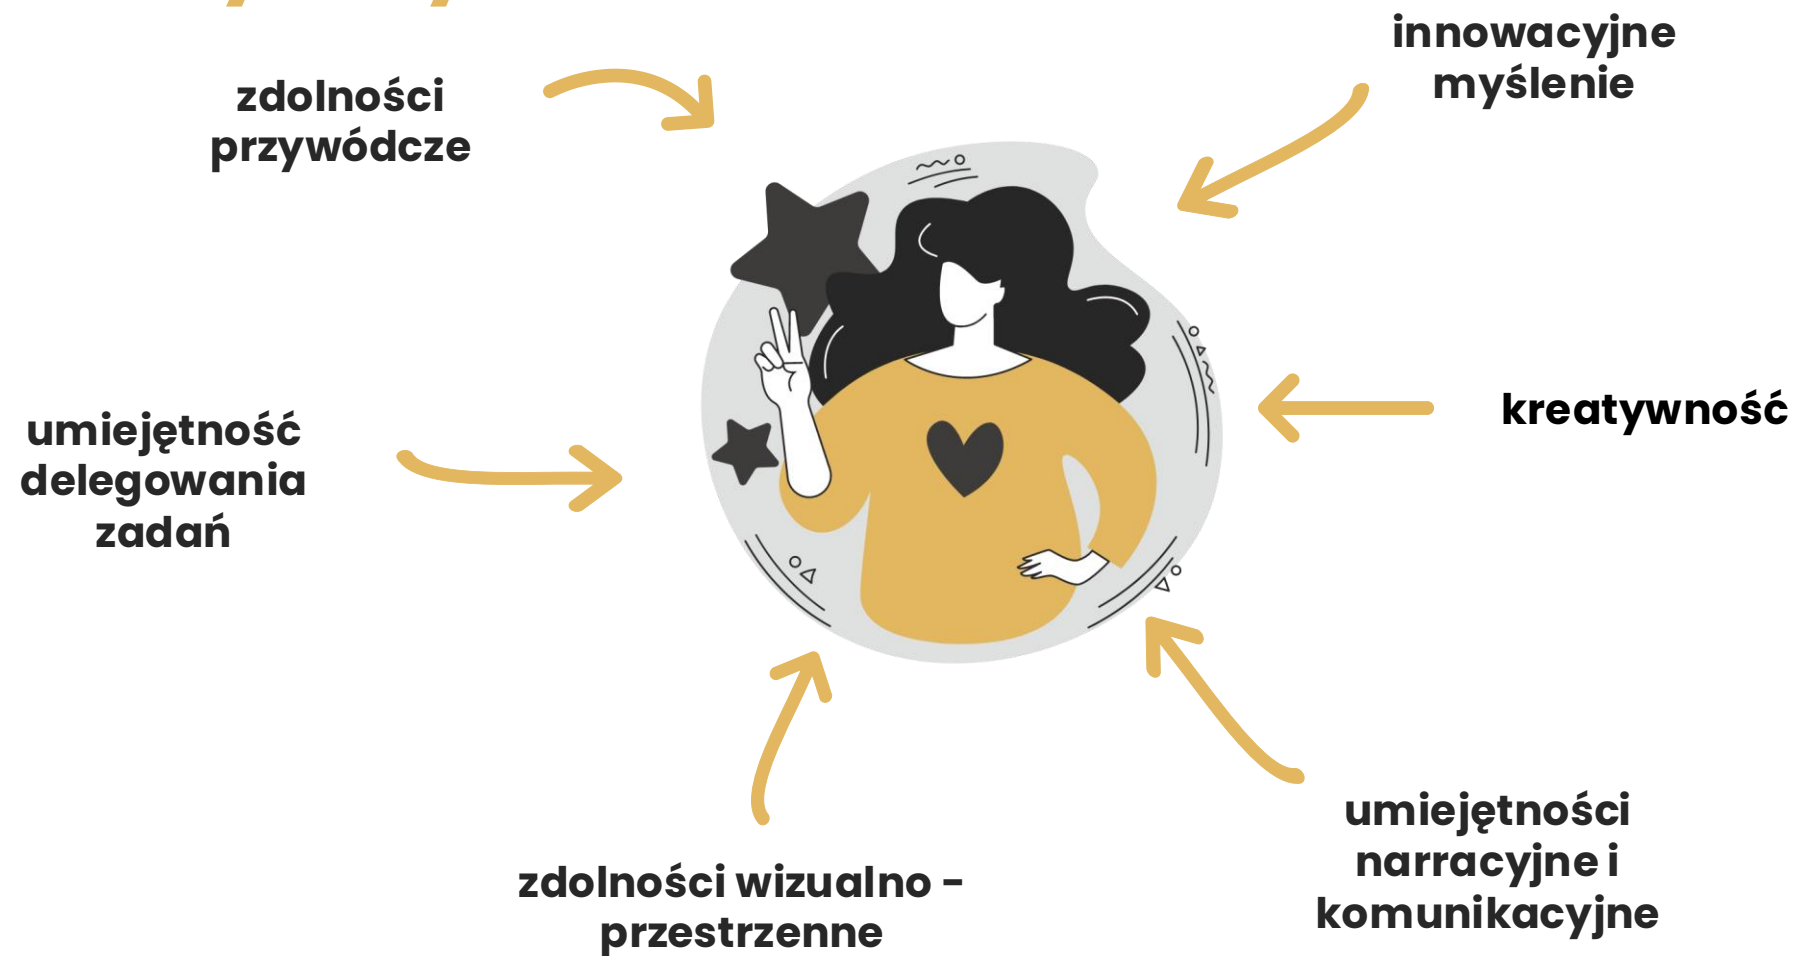 innowacyjne
myślenie
zdolności
przywódcze
kreatywność
umiejętność
delegowania
zadań
umiejętności
narracyjne i
komunikacyjne
zdolności wizualno -
przestrzenne